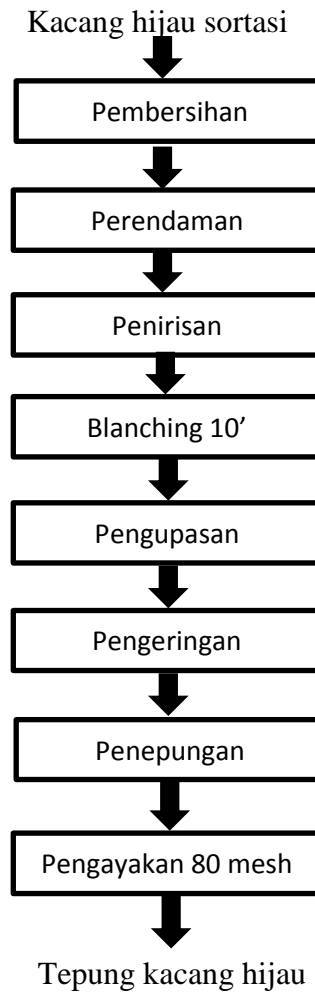 Kacang hijau sortasi
Pembersihan
Perendaman
Penirisan
Blanching 10’
Pengupasan
Pengeringan
Penepungan
Pengayakan 80 mesh
Tepung kacang hijau